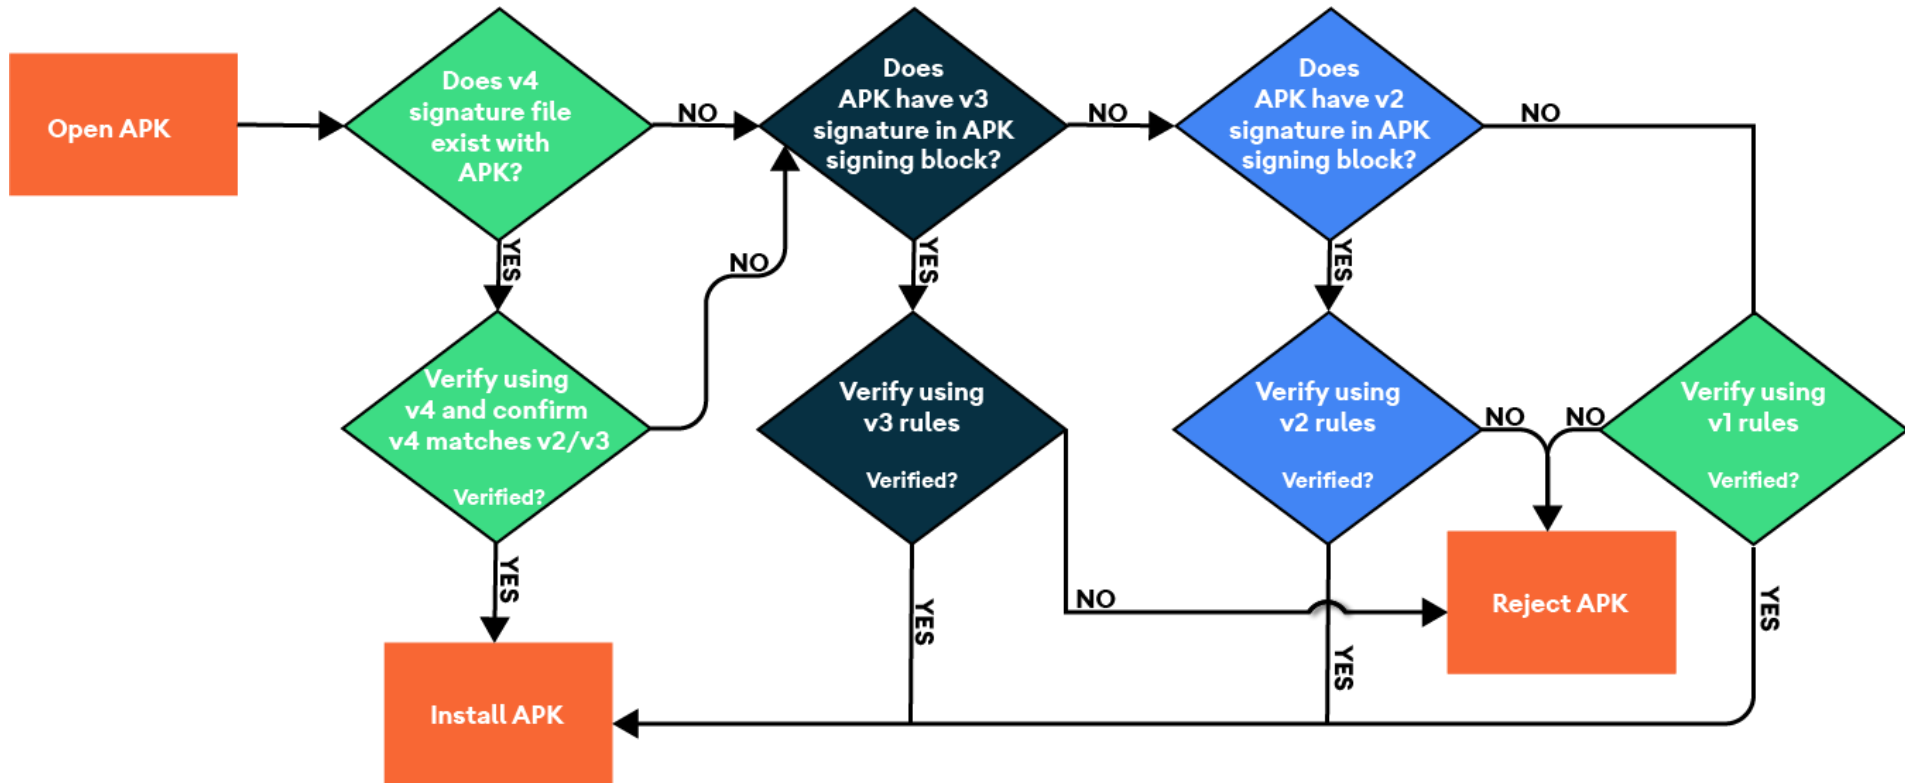 Open APK
Does v4
signature file
exist with
APK?
NO
Does
APK have v3
signature in APK
signing block?
NO
Does
APK have v2
signature in APK
signing block?
NO
YES
NO
YES
YES
Verify using
v4 and confirm
v4 matches v2/v3
Verified?
Verify using
v3 rules
Verified?
Verify using
v2 rules
Verified?
NO
NO
Verify using
v1 rules
Verified?
YES
YES
NO
YES
Reject APK
YES
Install APK